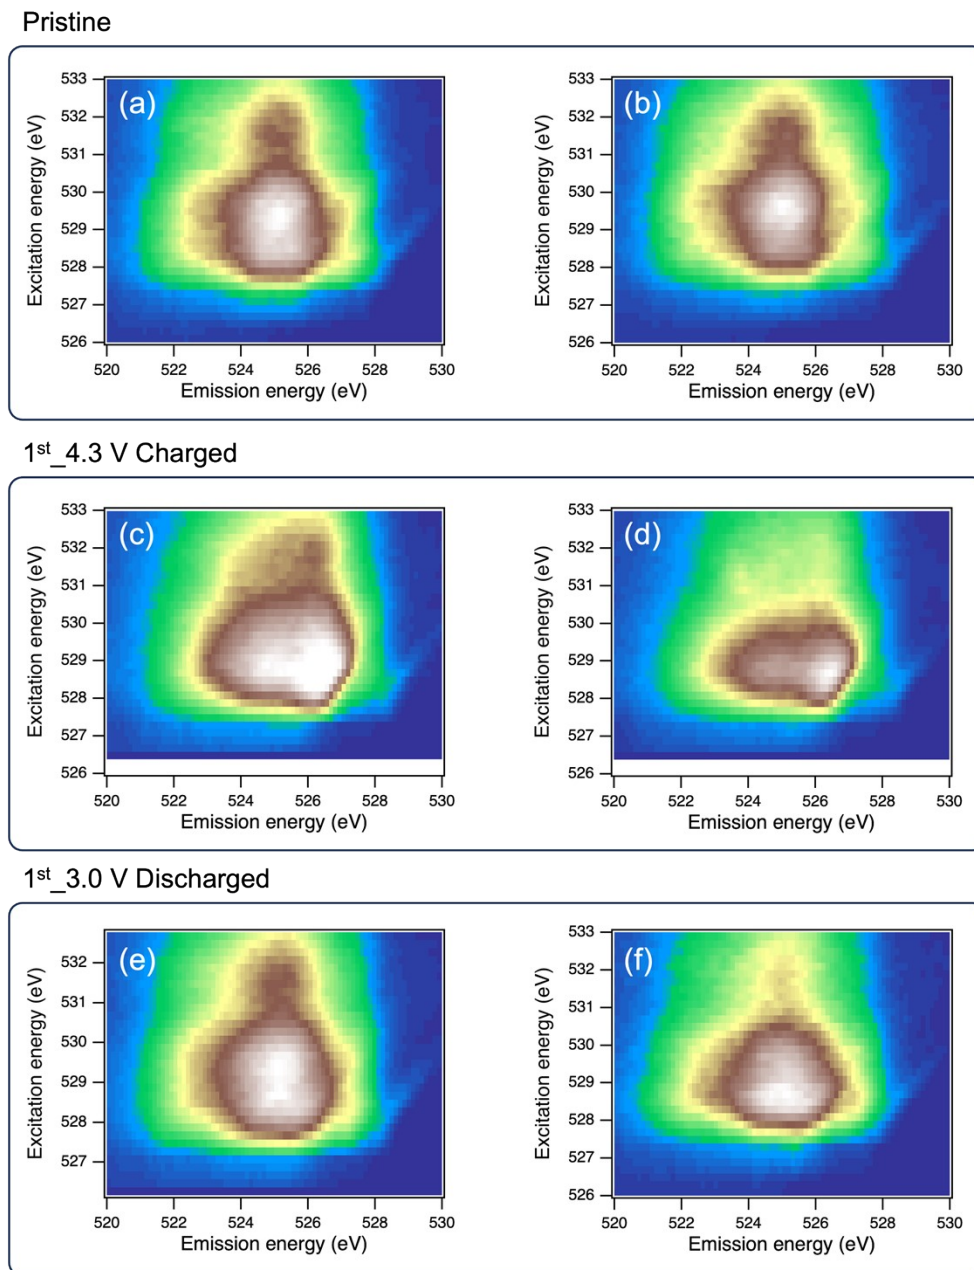 Pristine
(a)
533
532
531
530
529
528
527
526
Excitation energy (eV)
520 522 524 526 528 530
Emission energy (eV)
(b)
533
532
531
530
529
528
527
526
Excitation energy (eV)
520 522 524 526 528 530
Emission energy (eV)
1st_4.3 V Charged
(c)
533
532
531
530
529
528
527
526
Excitation energy (eV)
520 522 524 526 528 530
Emission energy (eV)
(d)
533
532
531
530
529
528
527
526
Excitation energy (eV)
520 522 524 526 528 530
Emission energy (eV)
1st_3.0 V Discharged
(e)
532
531
530
529
528
527
Excitation energy (eV)
520 522 524 526 528 530
Emission energy (eV)
(f)
533
532
531
530
529
528
527
526
Excitation energy (eV)
520 522 524 526 528 530
Emission energy (eV)